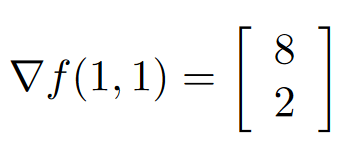 ∇f(1, 1) = [ 8
2 ]